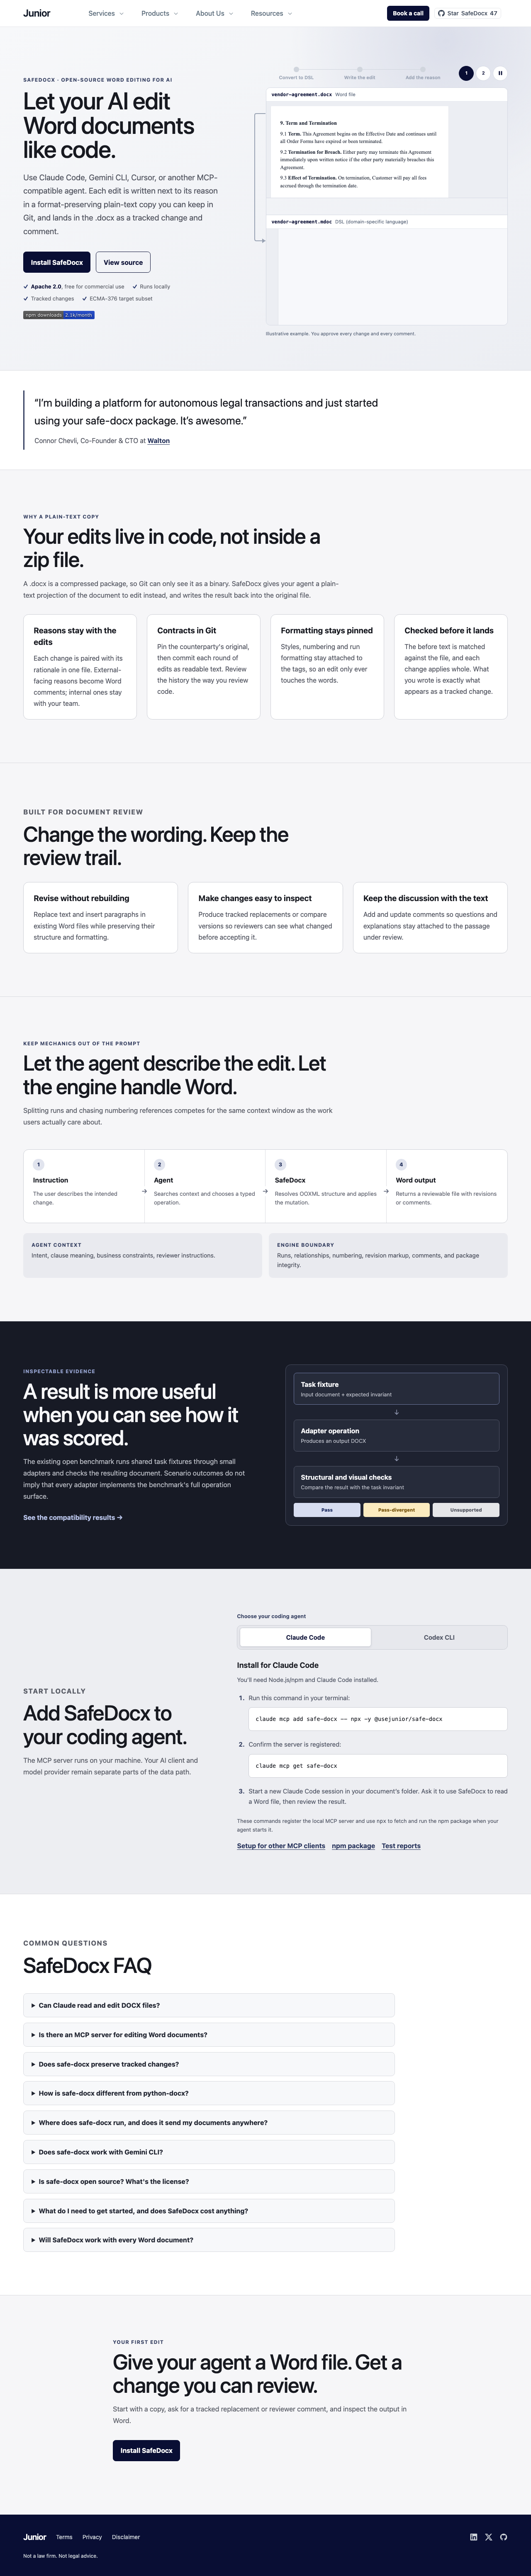 Junior
Services
Products
About Us
Resources
Book a call
Star SafeDocx 47
SAFEDOCX · OPEN-SOURCE WORD EDITING FOR AI
Let your AI edit
Word documents
like code.
Use Claude Code, Gemini CLI, Cursor, or another MCP-
compatible agent. Each edit is written next to its reason
in a format-preserving plain-text copy you can keep in
Git, and lands in the .docx as a tracked change and
comment.
Install SafeDocx
View source
Apache 2.0, free for commercial use
Runs locally
Tracked changes
ECMA-376 target subset
npm downloads 2.1k/month
Convert to DSL
Write the edit
Add the reason
1
2
vendor-agreement.docx Word file
9. Term and Termination
9.1 Term. This Agreement begins on the Effective Date and continues until
all Order Forms have expired or been terminated.
9.2 Termination for Breach. Either party may terminate this Agreement
immediately upon written notice if the other party materially breaches this
Agreement.
9.3 Effect of Termination. On termination, Customer will pay all fees
accrued through the termination date.
vendor-agreement.mdoc DSL (domain-specific language)
Illustrative example. You approve every change and every comment.
“I’m building a platform for autonomous legal transactions and just started
using your safe-docx package. It’s awesome.”
Connor Chevli, Co-Founder & CTO at Walton
WHY A PLAIN-TEXT COPY
Your edits live in code, not inside a
zip file.
A .docx is a compressed package, so Git can only see it as a binary. SafeDocx gives your agent a plain-
text projection of the document to edit instead, and writes the result back into the original file.
Reasons stay with the
edits
Each change is paired with its
rationale in one file. External-
facing reasons become Word
comments; internal ones stay
with your team.
Contracts in Git
Pin the counterparty's original,
then commit each round of
edits as readable text. Review
the history the way you review
code.
Formatting stays pinned
Styles, numbering and run
formatting stay attached to
the tags, so an edit only ever
touches the words.
Checked before it lands
The before text is matched
against the file, and each
change applies whole. What
you wrote is exactly what
appears as a tracked change.
BUILT FOR DOCUMENT REVIEW
Change the wording. Keep the
review trail.
Revise without rebuilding
Replace text and insert paragraphs in
existing Word files while preserving their
structure and formatting.
Make changes easy to inspect
Produce tracked replacements or compare
versions so reviewers can see what changed
before accepting it.
Keep the discussion with the text
Add and update comments so questions and
explanations stay attached to the passage
under review.
KEEP MECHANICS OUT OF THE PROMPT
Let the agent describe the edit. Let
the engine handle Word.
Splitting runs and chasing numbering references competes for the same context window as the work
users actually care about.
1
Instruction
The user describes the intended
change.
2
Agent
Searches context and chooses a typed
operation.
3
SafeDocx
Resolves OOXML structure and applies
the mutation.
4
Word output
Returns a reviewable file with revisions
or comments.
AGENT CONTEXT
Intent, clause meaning, business constraints, reviewer instructions.
ENGINE BOUNDARY
Runs, relationships, numbering, revision markup, comments, and package
integrity.
INSPECTABLE EVIDENCE
A result is more useful
when you can see how it
was scored.
The existing open benchmark runs shared task fixtures through small
adapters and checks the resulting document. Scenario outcomes do not
imply that every adapter implements the benchmark's full operation
surface.
See the compatibility results →
Task fixture
Input document + expected invariant
Adapter operation
Produces an output DOCX
Structural and visual checks
Compare the result with the task invariant
Pass
Pass-divergent
Unsupported
START LOCALLY
Add SafeDocx to
your coding agent.
The MCP server runs on your machine. Your AI client and
model provider remain separate parts of the data path.
Choose your coding agent
Claude Code
Codex CLI
Install for Claude Code
You'll need Node.js/npm and Claude Code installed.
1. Run this command in your terminal:
claude mcp add safe-docx -- npx -y @usejunior/safe-docx
2. Confirm the server is registered:
claude mcp get safe-docx
3. Start a new Claude Code session in your document's folder. Ask it to use SafeDocx to read
a Word file, then review the result.
These commands register the local MCP server and use npx to fetch and run the npm package when your
agent starts it.
Setup for other MCP clients
npm package
Test reports
COMMON QUESTIONS
SafeDocx FAQ
Can Claude read and edit DOCX files?
Is there an MCP server for editing Word documents?
Does safe-docx preserve tracked changes?
How is safe-docx different from python-docx?
Where does safe-docx run, and does it send my documents anywhere?
Does safe-docx work with Gemini CLI?
Is safe-docx open source? What's the license?
What do I need to get started, and does SafeDocx cost anything?
Will SafeDocx work with every Word document?
YOUR FIRST EDIT
Give your agent a Word file. Get a
change you can review.
Start with a copy, ask for a tracked replacement or reviewer comment, and inspect the output in
Word.
Install SafeDocx
Junior
Terms
Privacy
Disclaimer
Not a law firm. Not legal advice.